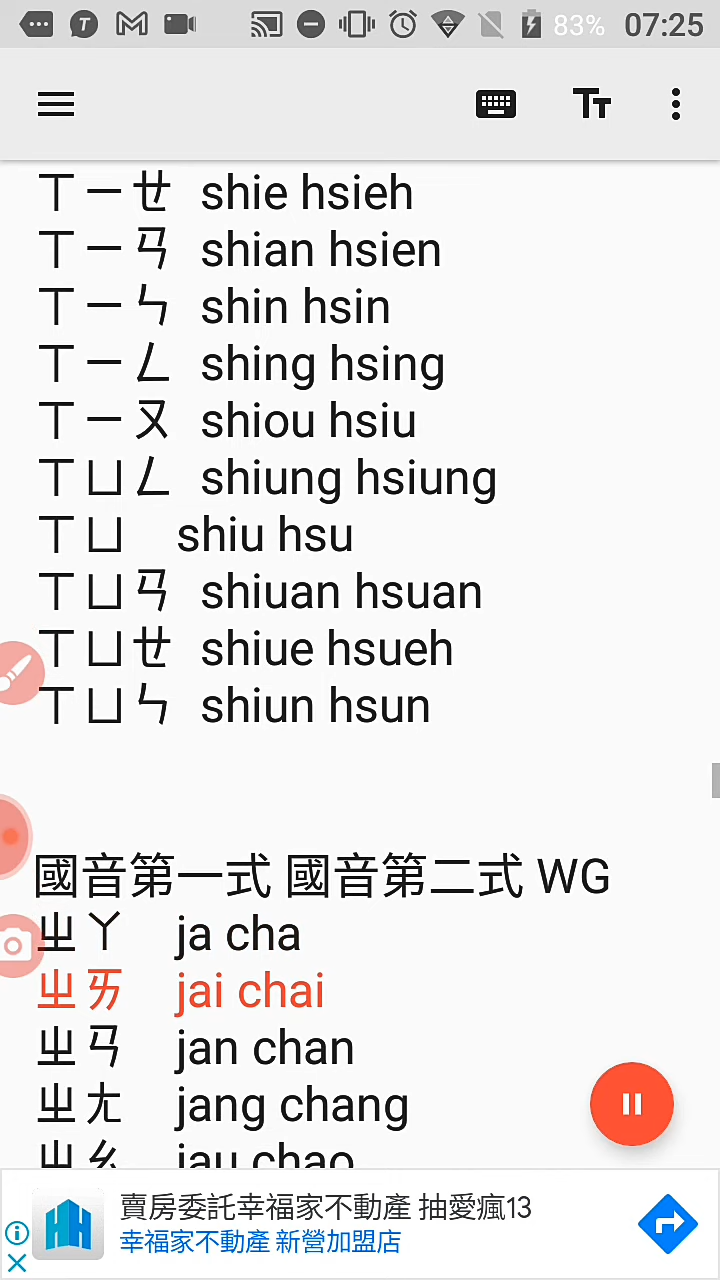 83% 07:25
ㄒㄧㄝ shie hsieh
ㄒㄧㄢ shian hsien
ㄒㄧㄣ shin hsin
ㄒㄧㄥ shing hsing
ㄒㄧㄡ shiou hsiu
ㄒㄩㄥ shiung hsiung
ㄒㄩ shiu hsu
ㄒㄩㄢ shiuan hsuan
ㄒㄩㄝ shiue hsueh
ㄒㄩㄣ shiun hsun
國音第一式 國音第二式 WG
ㄓㄚ ja cha
ㄓㄞ jai chai
ㄓㄢ jan chan
ㄓㄤ jang chang
ㄓㄠ jau chao
賣房委託幸福家不動產 抽愛瘋13
幸福家不動產 新營加盟店